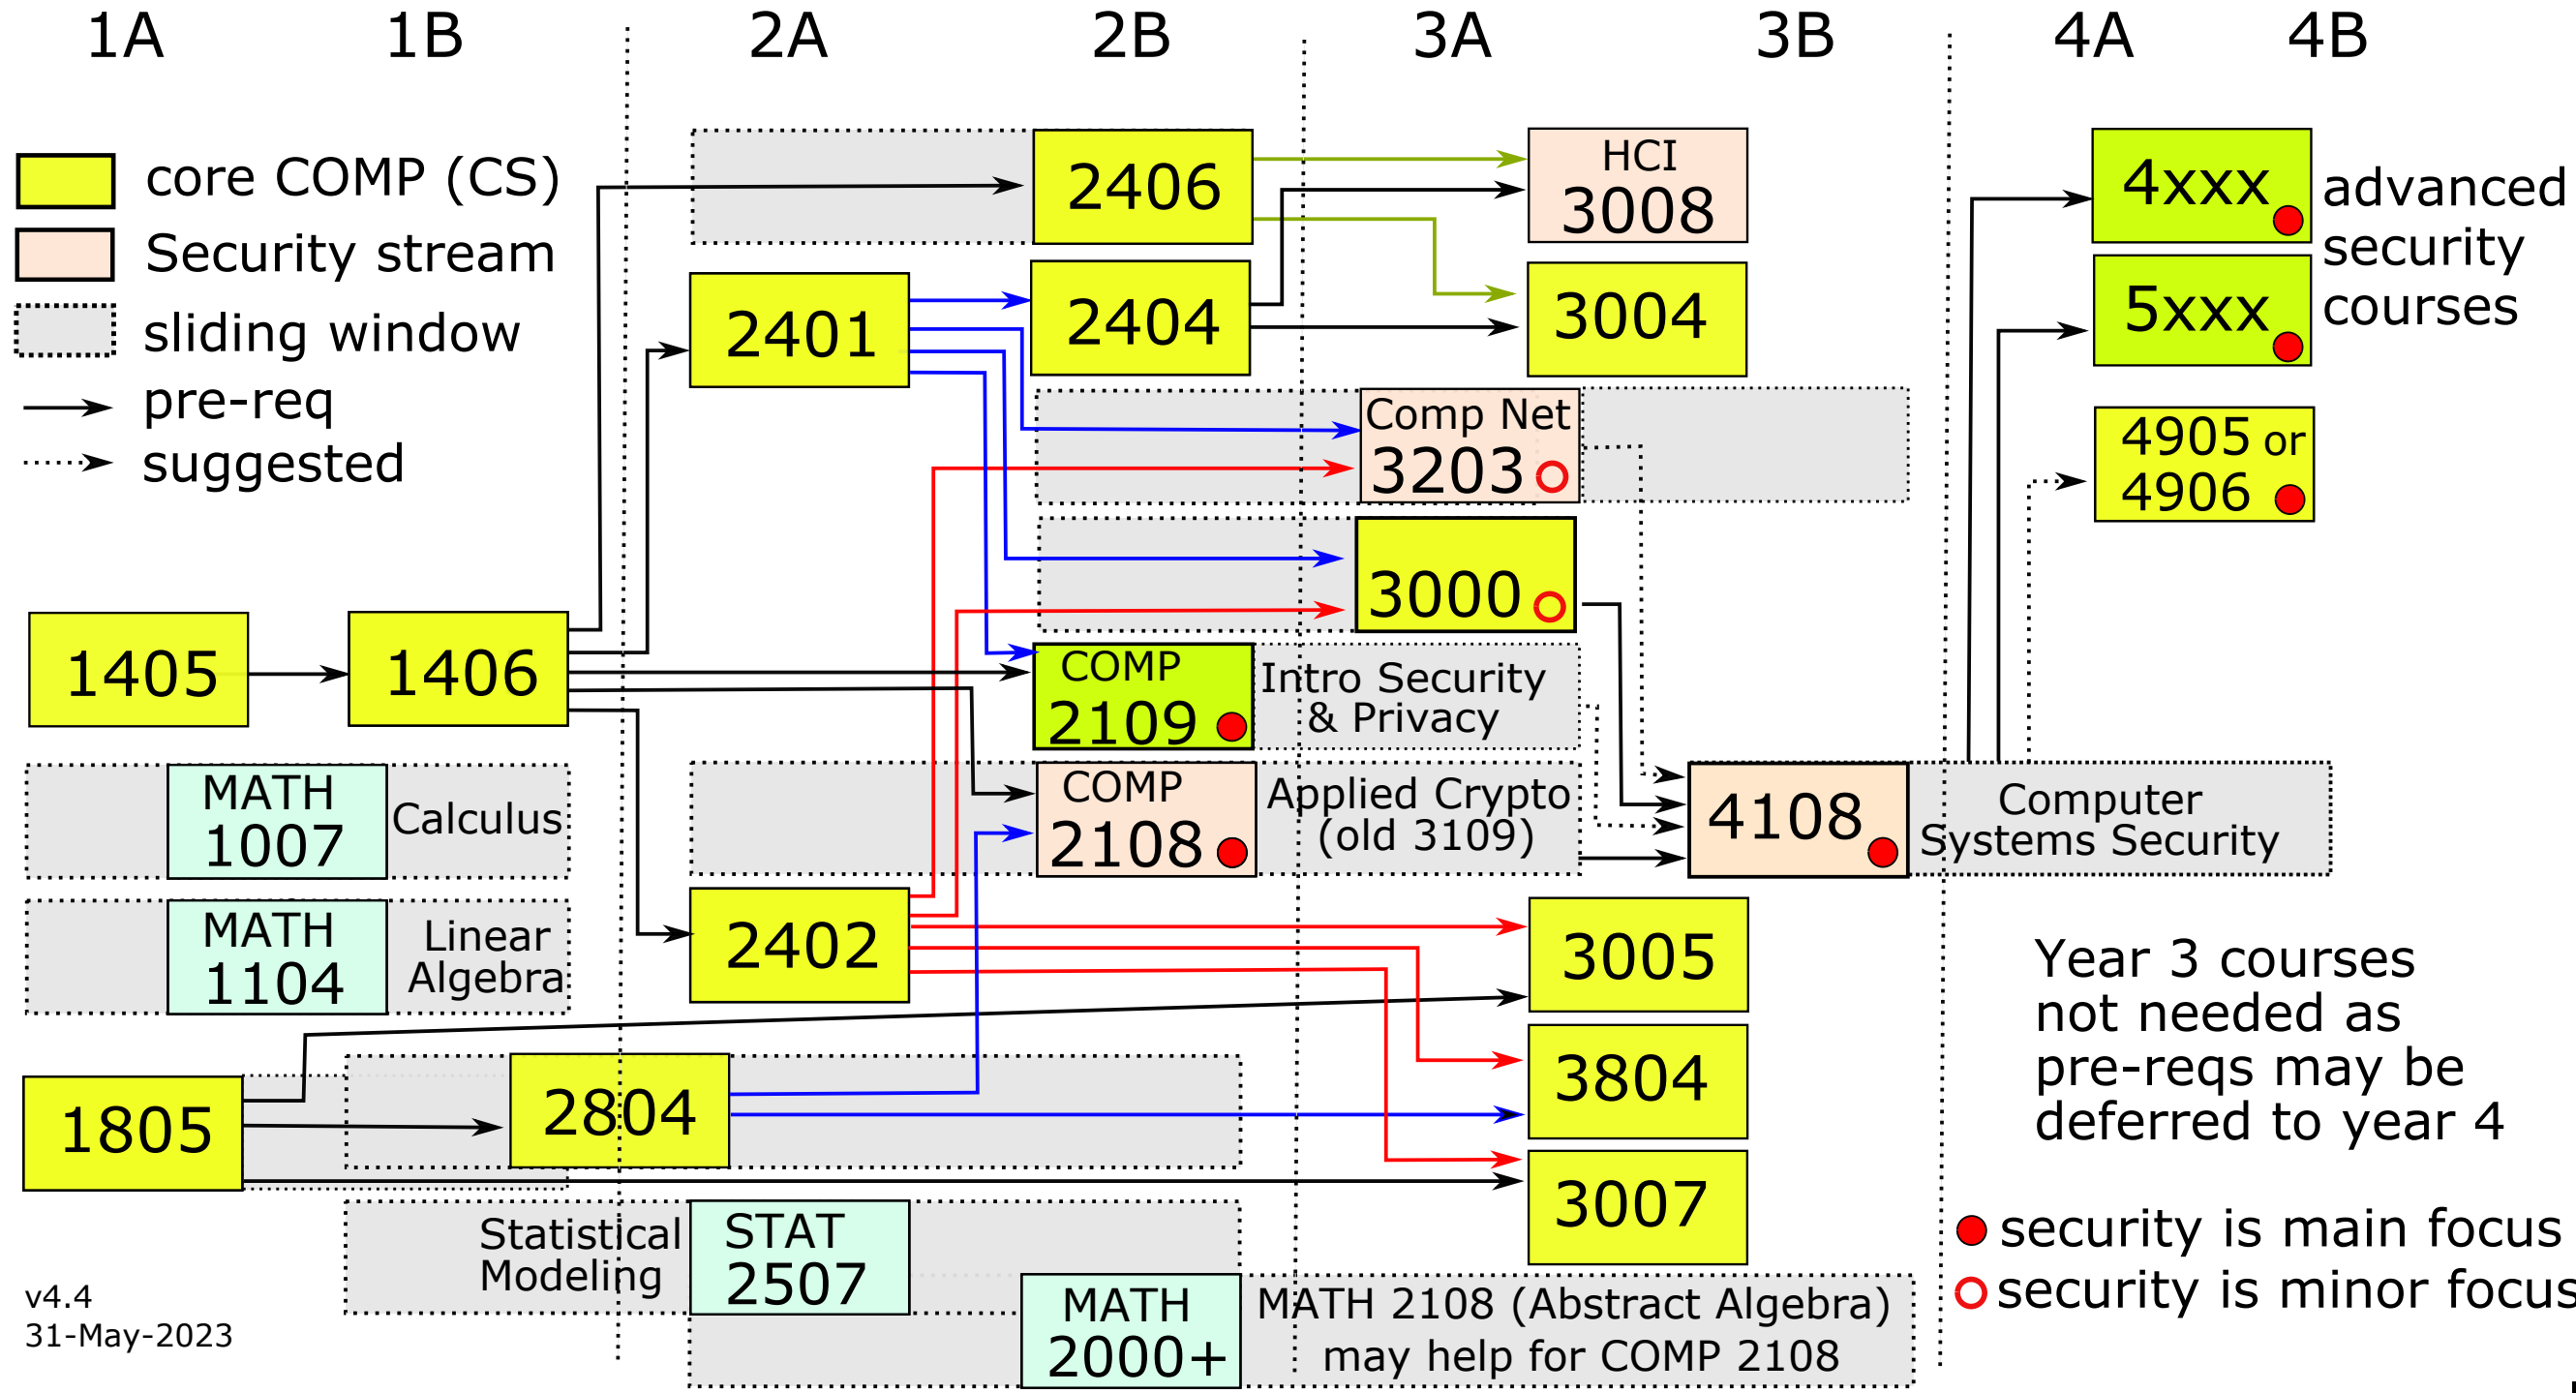 1A 1B 2A 2B 3A 3B 4A 4B
core COMP (CS)
Security stream
sliding window
pre-req
suggested
2406
HCI
3008
4xxx
5xxx
advanced
security
courses
2401
2404
3004
Comp Net
3203
4905 or
4906
3000
1405
1406
COMP
2109
Intro Security
& Privacy
MATH
1007
Calculus
COMP
2108
Applied Crypto
(old 3109)
4108
Computer
Systems Security
MATH
1104
Linear
Algebra
2402
3005
Year 3 courses
not needed as
pre-reqs may be
deferred to year 4
1805
2804
3804
3007
Statistical
Modeling
STAT
2507
MATH
2000+
MATH 2108 (Abstract Algebra)
may help for COMP 2108
security is main focus
security is minor focus
v4.4
31-May-2023